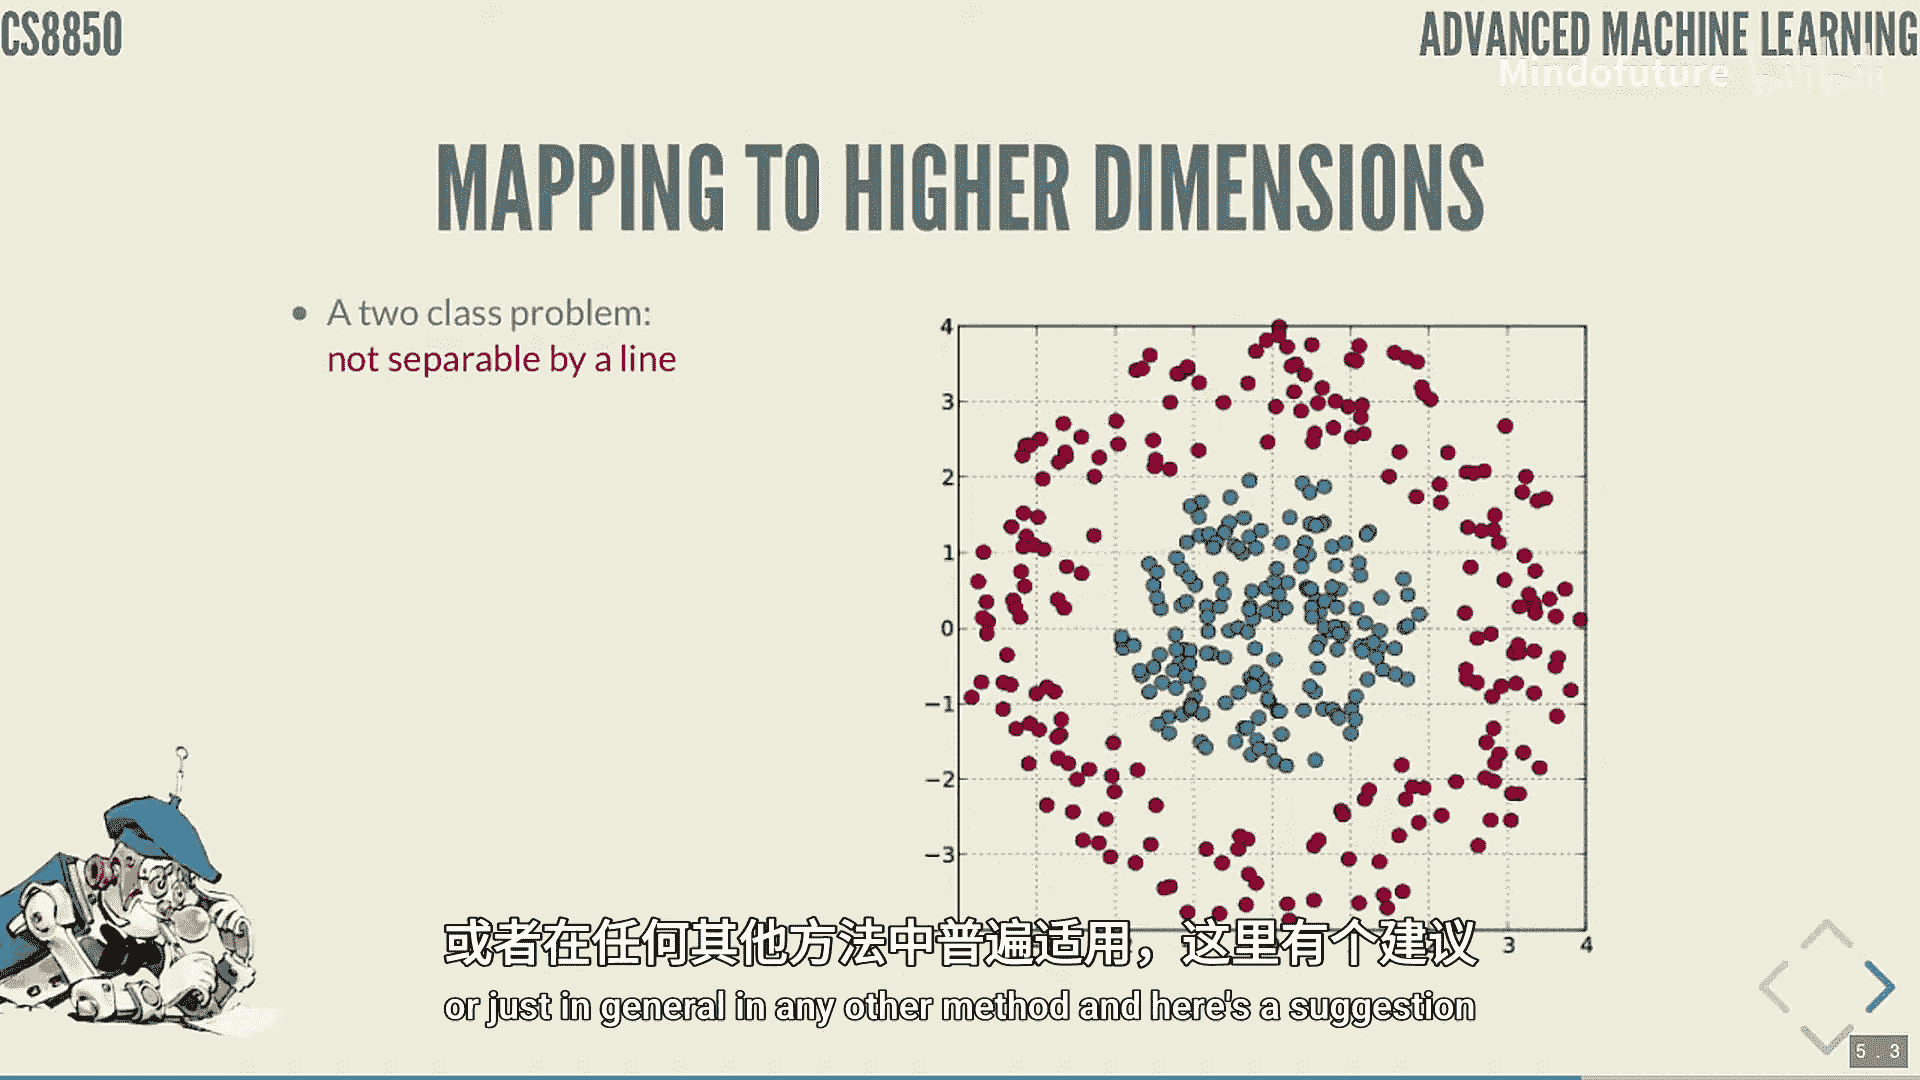 CS8850
ADVANCED MACHINE LEARNING
Mindofuture
MAPPING TO HIGHER DIMENSIONS
• A two class problem:
not separable by a line
4
3
2
1
0
−1
−2
−3
3 4
或者在任何其他方法中普遍适用，这里有个建议
or just in general in any other method and here's a suggestion
5 . 3